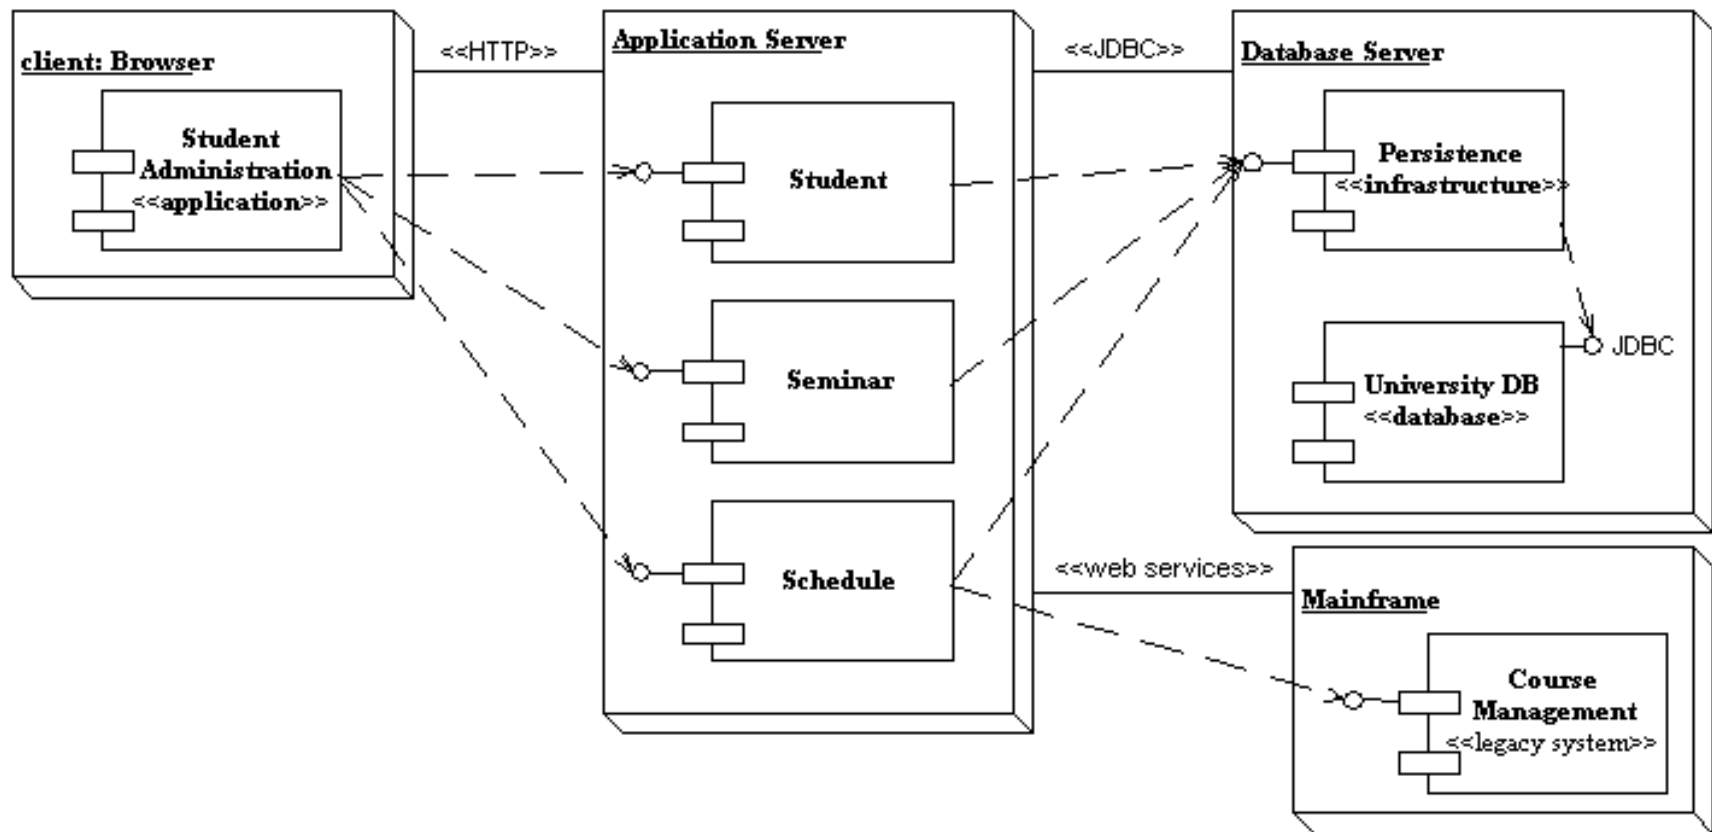 client: Browser
Student
Administration
<<application>>
<<HTTP>>
Application Server
Student
Seminar
Schedule
<<JDBC>>
Database Server
Persistence
<<infrastructure>>
JDBC
University DB
<<database>>
<<web services>>
Mainframe
Course
Management
<<legacy system>>